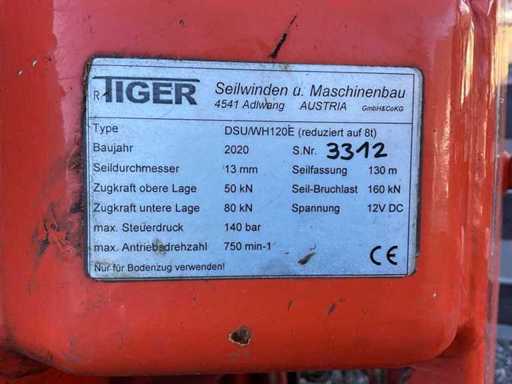 RTIGER Seilwinden u. Maschinenbau
4541 Adlwang AUSTRIA GmbH&CoKG
Type DSU/WH120E (reduziert auf 8t)
Baujahr 2020 S.Nr. 3312
Seildurchmesser 13 mm Seilfassung 130 m
Zugkraft obere Lage 50 kN Seil-Bruchlast 160 kN
Zugkraft untere Lage 80 kN Spannung 12V DC
max. Steuerdruck 140 bar
max. Antriebsdrehzahl 750 min-1
Nur für Bodenzug verwenden! CE